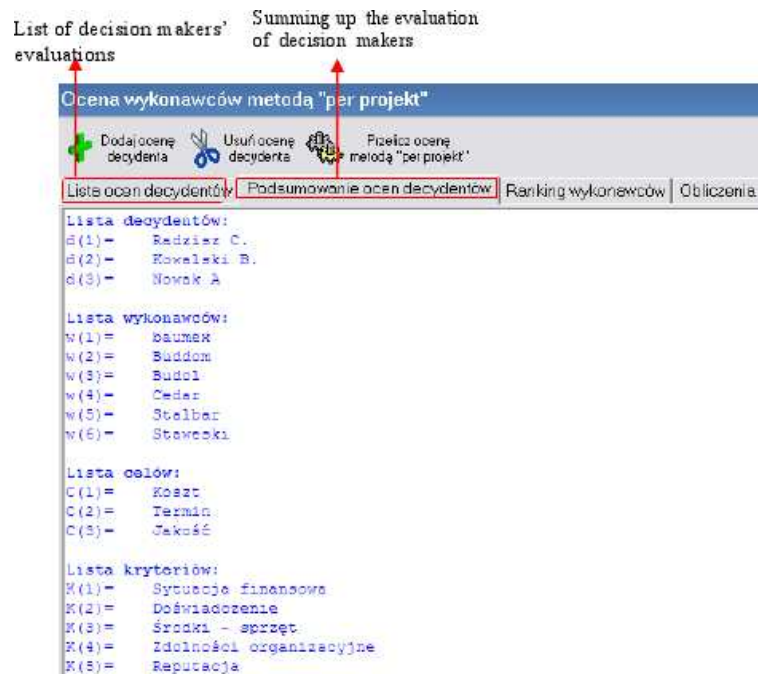 List of decision makers' evaluations
Summing up the evaluation of decision makers
Ocena wykonawców metodą "per projekt"
Dodaj ocenę decydenta
Usuń ocenę decydenta
Przelicz ocenę metodą "per projekt"
Lista ocen decydentów
Podsumowanie ocen decydentów
Ranking wykonawców
Obliczenia
Lista decydentów:
d(1)= Radzisz C.
d(2)= Kowalski B.
d(3)= Nowak A
Lista wykonawców:
w(1)= baumex
w(2)= Buddom
w(3)= Budol
w(4)= Cedar
w(5)= Stalbar
w(6)= Staweski
Lista celów:
C(1)= Koszt
C(2)= Termin
C(3)= Jakość
Lista kryteriów:
K(1)= Sytuacja finansowa
K(2)= Doświadczenie
K(3)= Środki - sprzęt
K(4)= Zdolności organizacyjne
K(5)= Reputacja